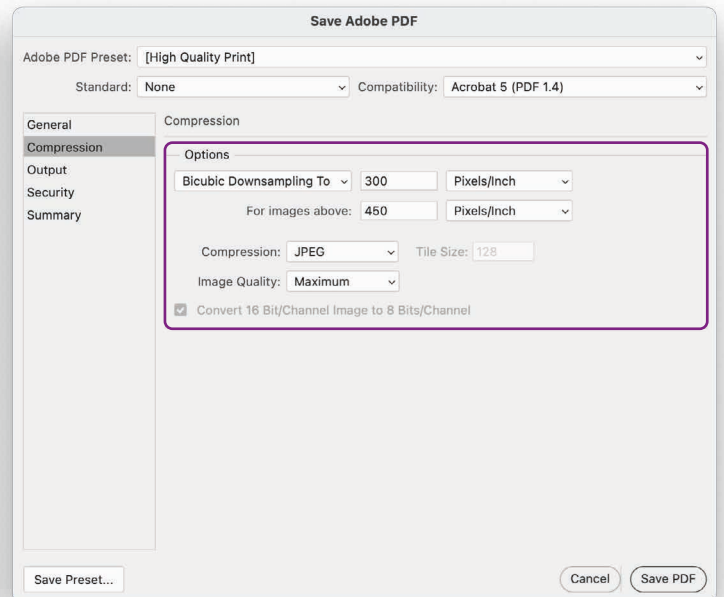 Save Adobe PDF
Adobe PDF Preset: [High Quality Print]
Standard: None Compatibility: Acrobat 5 (PDF 1.4)
General
Compression
Output
Security
Summary
Compression
Options
Bicubic Downsampling To 300 Pixels/Inch
For images above: 450 Pixels/Inch
Compression: JPEG Tile Size: 128
Image Quality: Maximum
Convert 16 Bit/Channel Image to 8 Bits/Channel
Save Preset... Cancel Save PDF